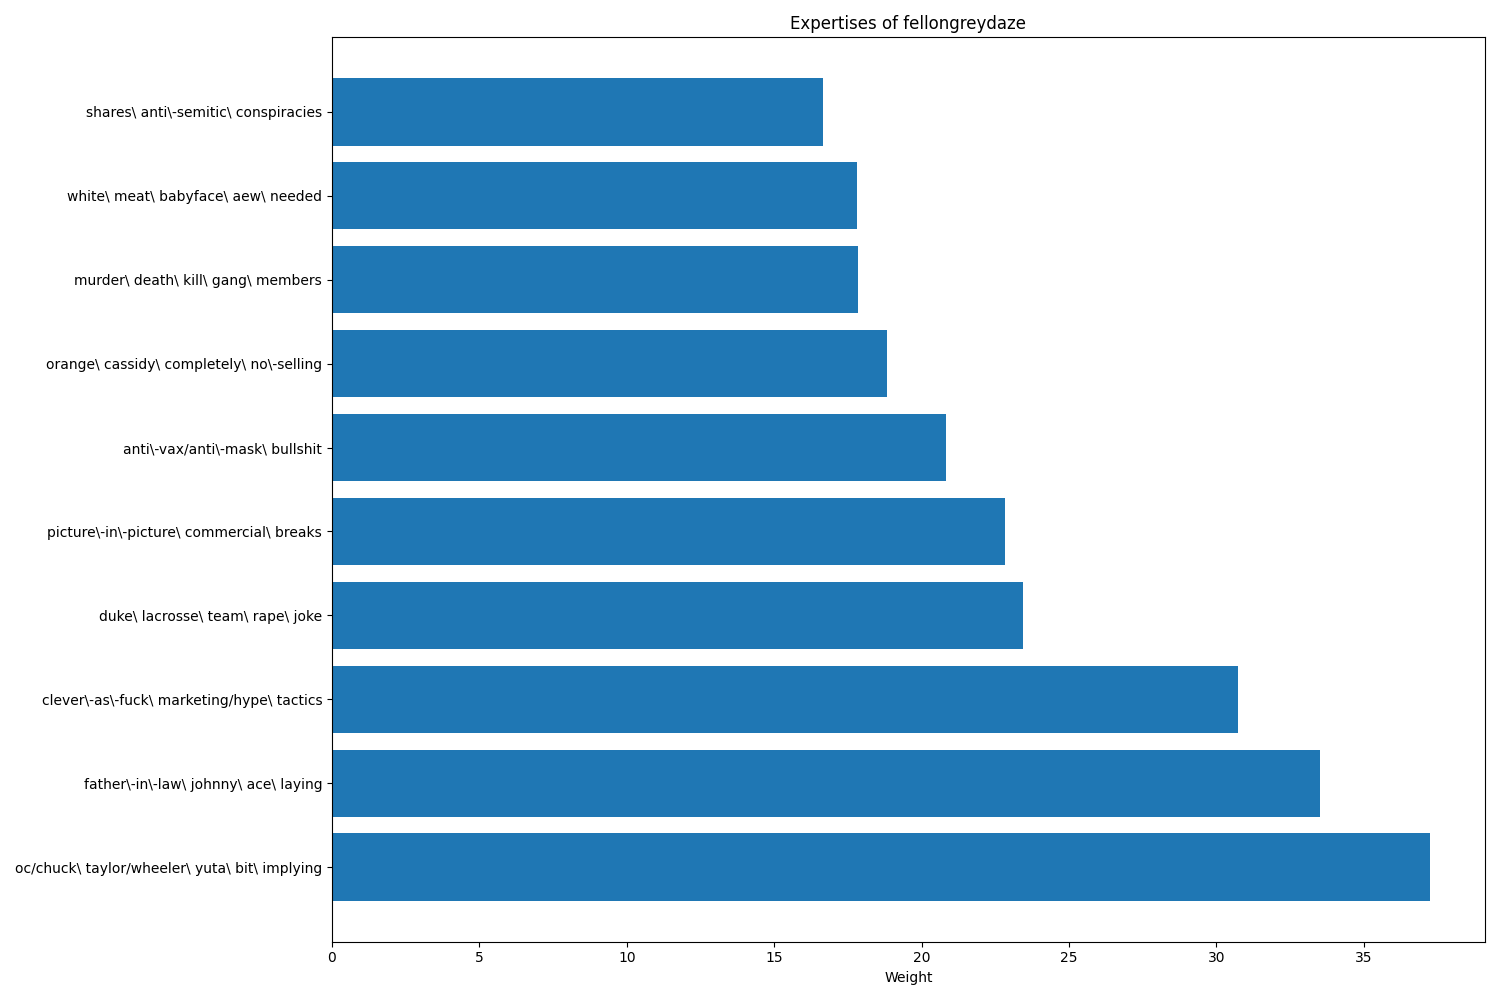 Expertises of fellongreydaze
shares\ anti\-semitic\ conspiracies
white\ meat\ babyface\ aew\ needed
murder\ death\ kill\ gang\ members
orange\ cassidy\ completely\ no\-selling
anti\-vax/anti\-mask\ bullshit
picture\-in\-picture\ commercial\ breaks
duke\ lacrosse\ team\ rape\ joke
clever\-as\-fuck\ marketing/hype\ tactics
father\-in\-law\ johnny\ ace\ laying
oc/chuck\ taylor/wheeler\ yuta\ bit\ implying
0 5 10 15 20 25 30 35
Weight